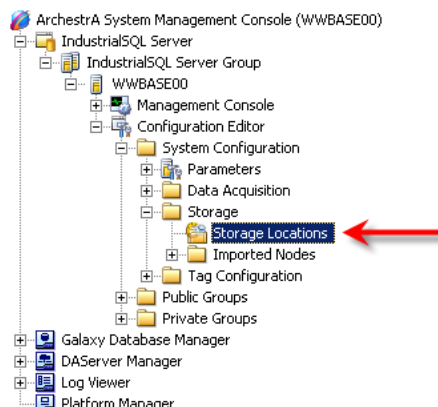 ArchestrA System Management Console (WWBASE00)
IndustrialSQL Server
IndustrialSQL Server Group
WWBASE00
Management Console
Configuration Editor
System Configuration
Parameters
Data Acquisition
Storage
Storage Locations
Imported Nodes
Tag Configuration
Public Groups
Private Groups
Galaxy Database Manager
DAServer Manager
Log Viewer
Platform Manager